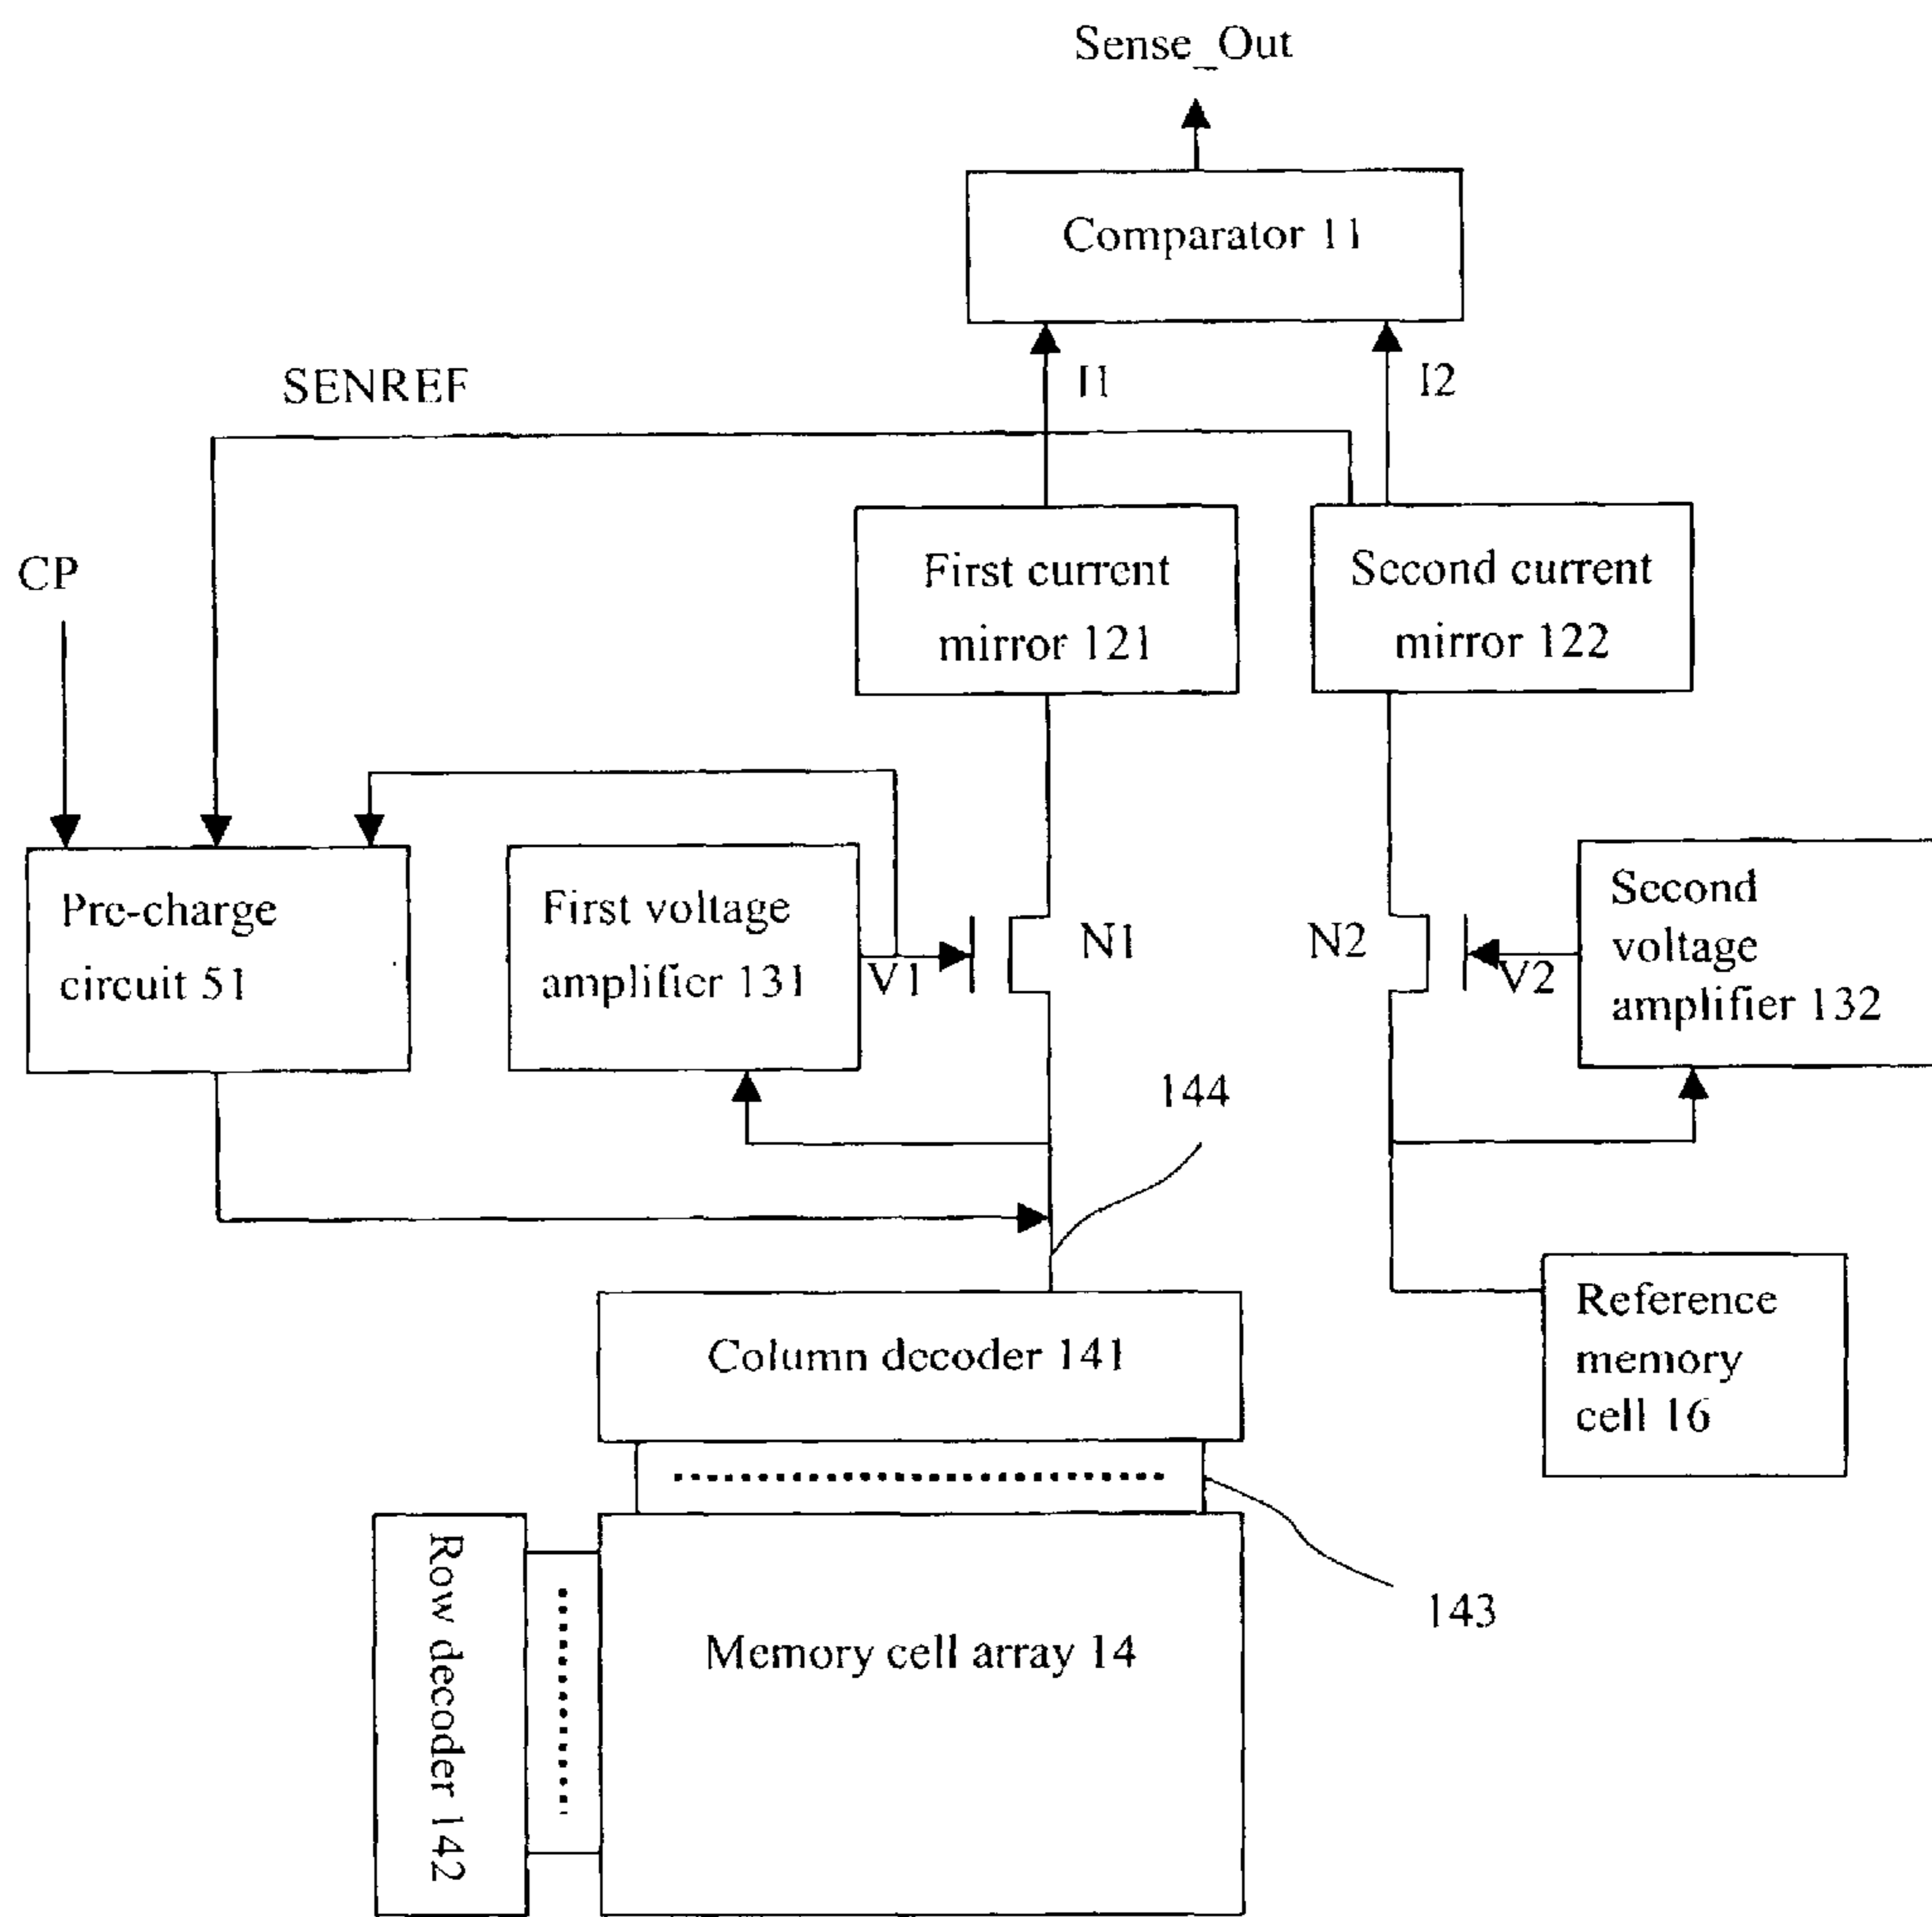 Sense_Out
Comparator 11
SENREF
I1
I2
CP
First current
mirror 121
Second current
mirror 122
Pre-charge
circuit 51
First voltage
amplifier 131
V1
N1
N2
V2
Second
voltage
amplifier 132
144
Column decoder 141
Reference
memory
cell 16
143
Row decoder 142
Memory cell array 14